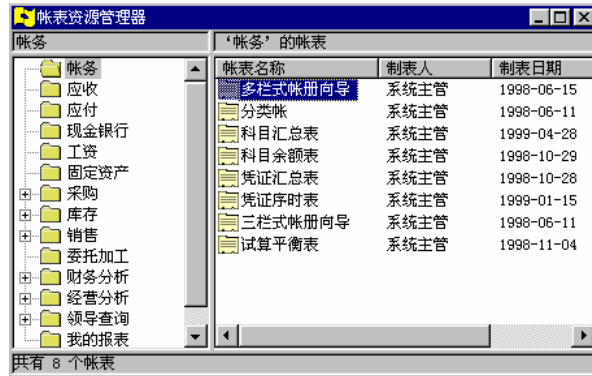 帐表资源管理器
帐务
‘帐务’的帐表
帐务
应收
应付
现金银行
工资
固定资产
采购
库存
销售
委托加工
财务分析
经营分析
领导查询
我的报表
帐表名称 制表人 制表日期
多栏式帐册向导 系统主管 1998-06-15
分类帐 系统主管 1998-06-11
科目汇总表 系统主管 1999-04-28
科目余额表 系统主管 1998-10-29
凭证汇总表 系统主管 1998-10-28
凭证序时表 系统主管 1999-01-15
三栏式帐册向导 系统主管 1998-06-11
试算平衡表 系统主管 1998-11-04
共有 8 个帐表